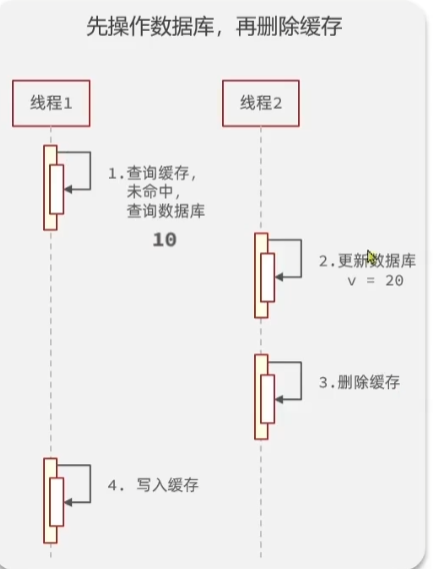 先操作数据库，再删除缓存
线程1
线程2
1.查询缓存，
未命中，
查询数据库
10
2.更新数据库
v = 20
3.删除缓存
4. 写入缓存